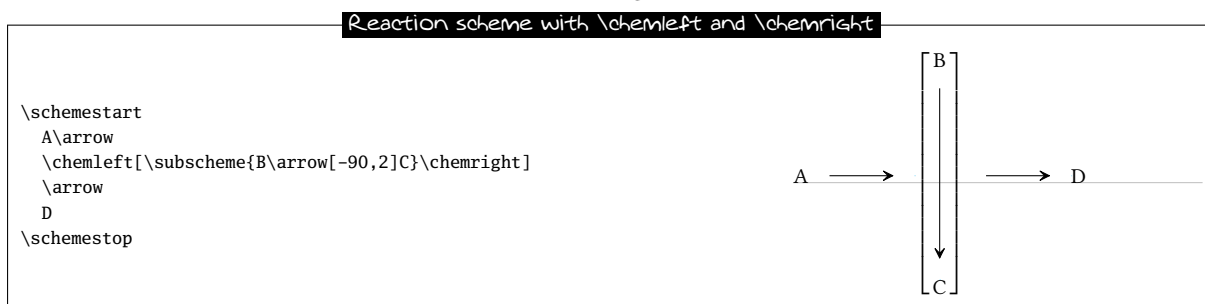 Reaction scheme with \chemleft and \chemright
\schemestart
A\arrow
\chemleft[\subscheme{B\arrow[-90,2]C}\chemright]
\arrow
D
\schemestop
B
A
D
C